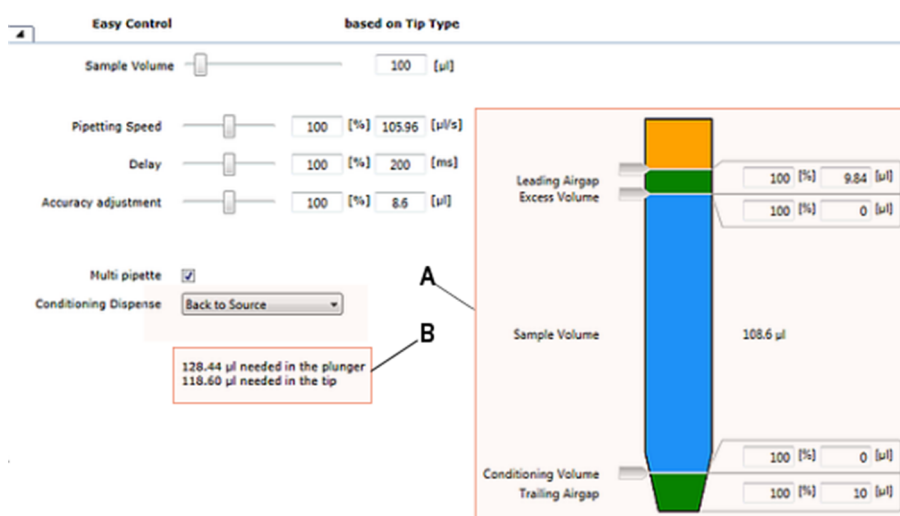 Easy Control based on Tip Type
Sample Volume 100 [µl]
Pipetting Speed 100 [%] 105.96 [µl/s]
Delay 100 [%] 200 [ms]
Accuracy adjustment 100 [%] 8.6 [µl]
Multi pipette
Conditioning Dispense Back to Source
128.44 µl needed in the plunger
118.60 µl needed in the tip
A
B
Leading Airgap 100 [%] 9.84 [µl]
Excess Volume 100 [%] 0 [µl]
Sample Volume 108.6 µl
Conditioning Volume 100 [%] 0 [µl]
Trailing Airgap 100 [%] 10 [µl]